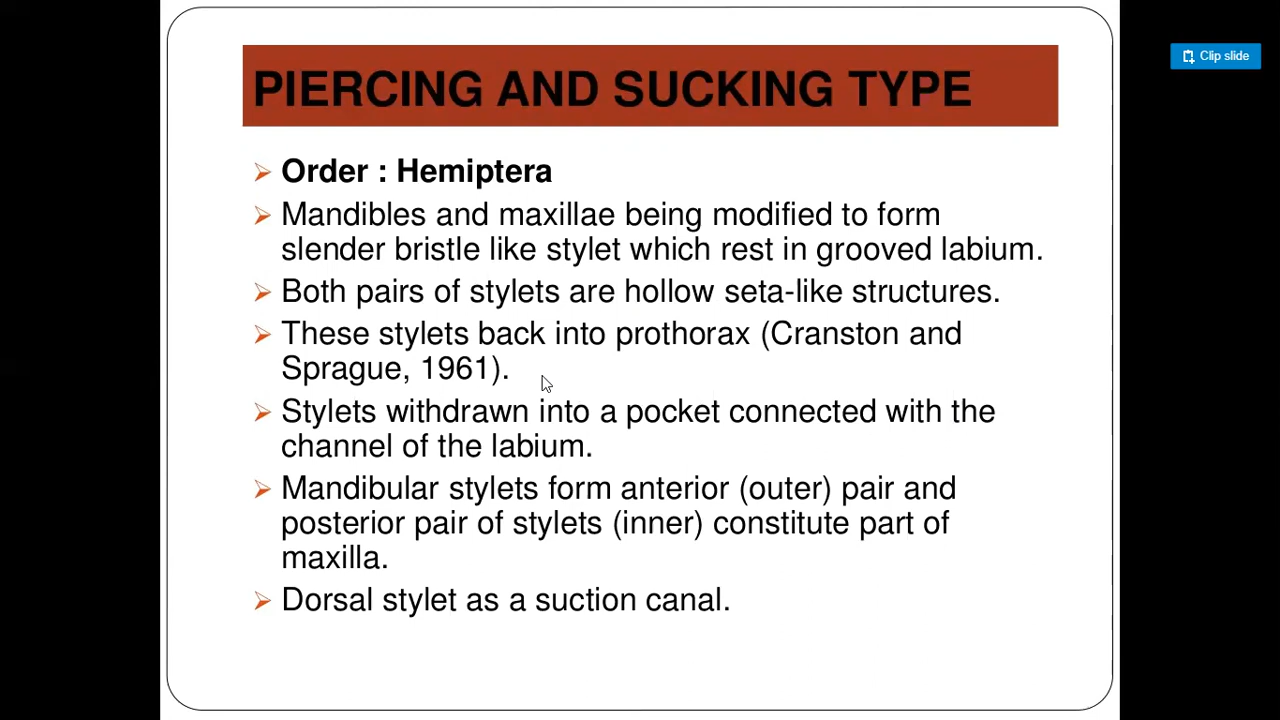 Clip slide
PIERCING AND SUCKING TYPE
Order : Hemiptera
Mandibles and maxillae being modified to form
slender bristle like stylet which rest in grooved labium.
Both pairs of stylets are hollow seta-like structures.
These stylets back into prothorax (Cranston and
Sprague, 1961).
Stylets withdrawn into a pocket connected with the
channel of the labium.
Mandibular stylets form anterior (outer) pair and
posterior pair of stylets (inner) constitute part of
maxilla.
Dorsal stylet as a suction canal.